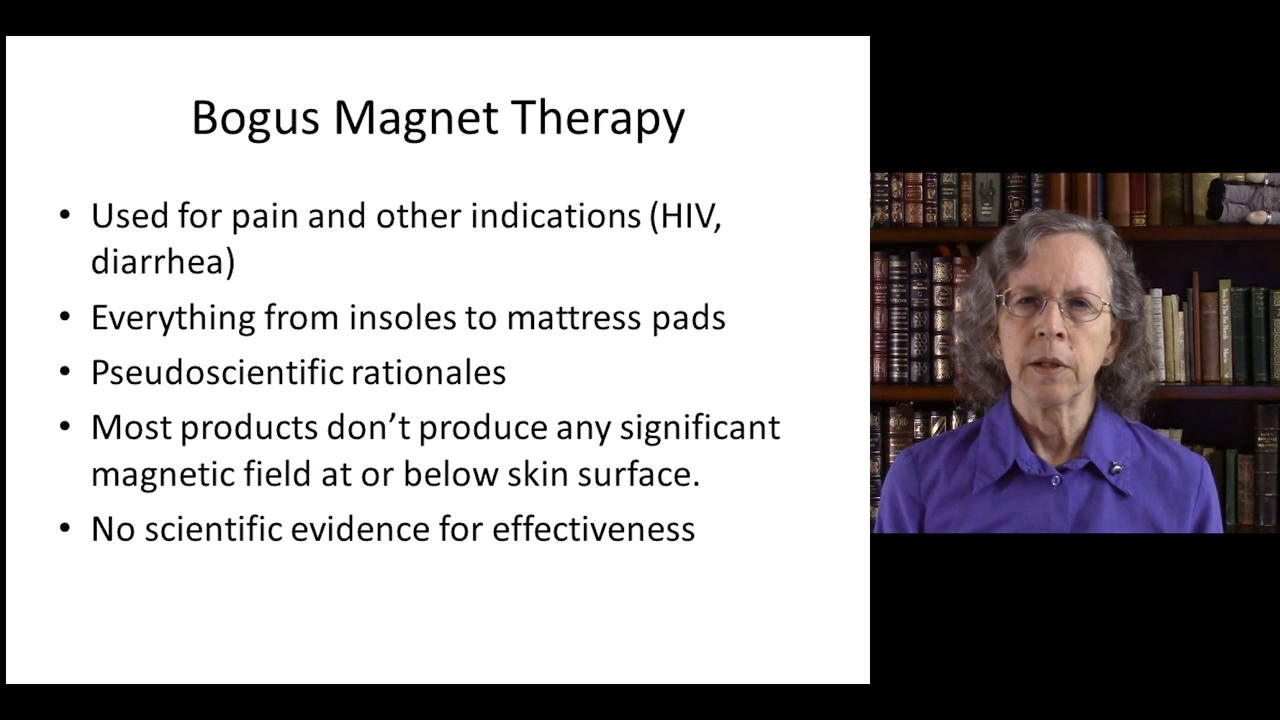 Bogus Magnet Therapy
• Used for pain and other indications (HIV,
diarrhea)
• Everything from insoles to mattress pads
• Pseudoscientific rationales
• Most products don’t produce any significant
magnetic field at or below skin surface.
• No scientific evidence for effectiveness